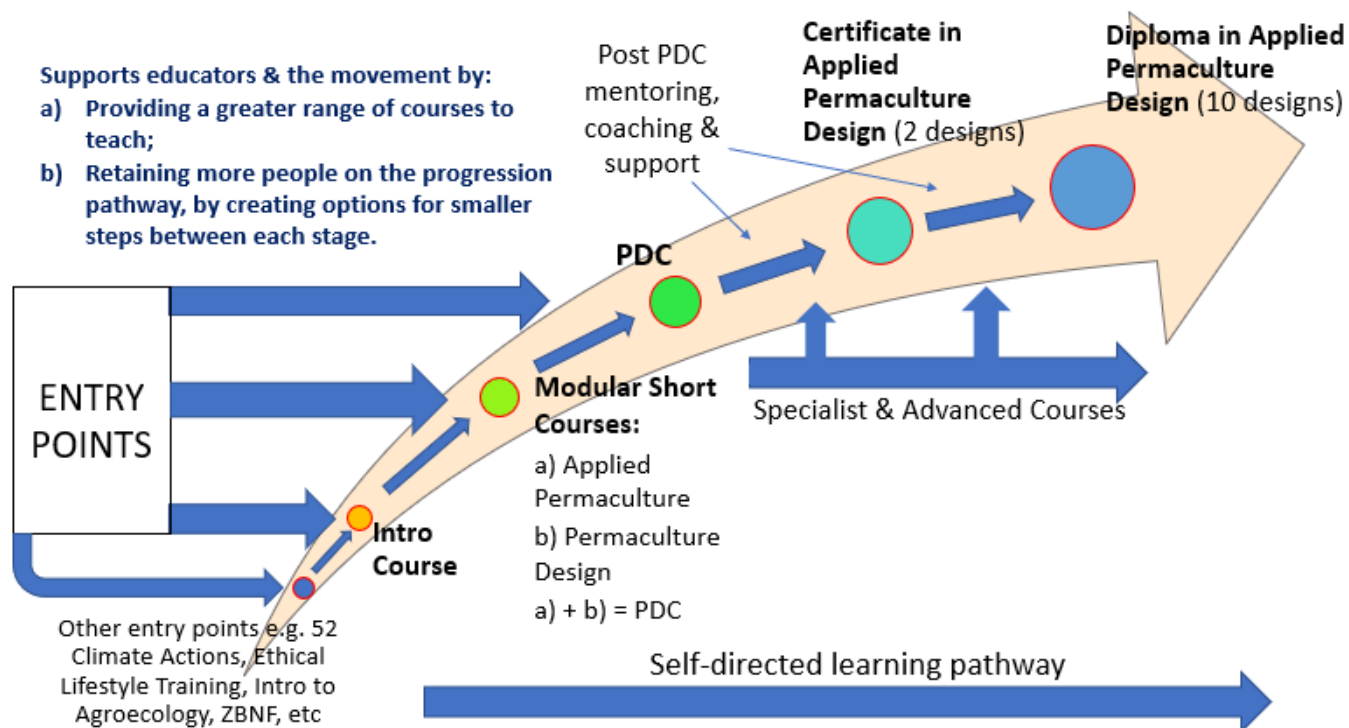 Supports educators & the movement by:
a) Providing a greater range of courses to
teach;
b) Retaining more people on the progression
pathway, by creating options for smaller
steps between each stage.
Post PDC
mentoring,
coaching &
support
Certificate in
Applied
Permaculture
Design (2 designs)
Diploma in Applied
Permaculture
Design (10 designs)
PDC
ENTRY
POINTS
Modular Short
Courses:
a) Applied
Permaculture
b) Permaculture
Design
a) + b) = PDC
Specialist & Advanced Courses
Intro
Course
Other entry points e.g. 52
Climate Actions, Ethical
Lifestyle Training, Intro to
Agroecology, ZBNF, etc
Self-directed learning pathway